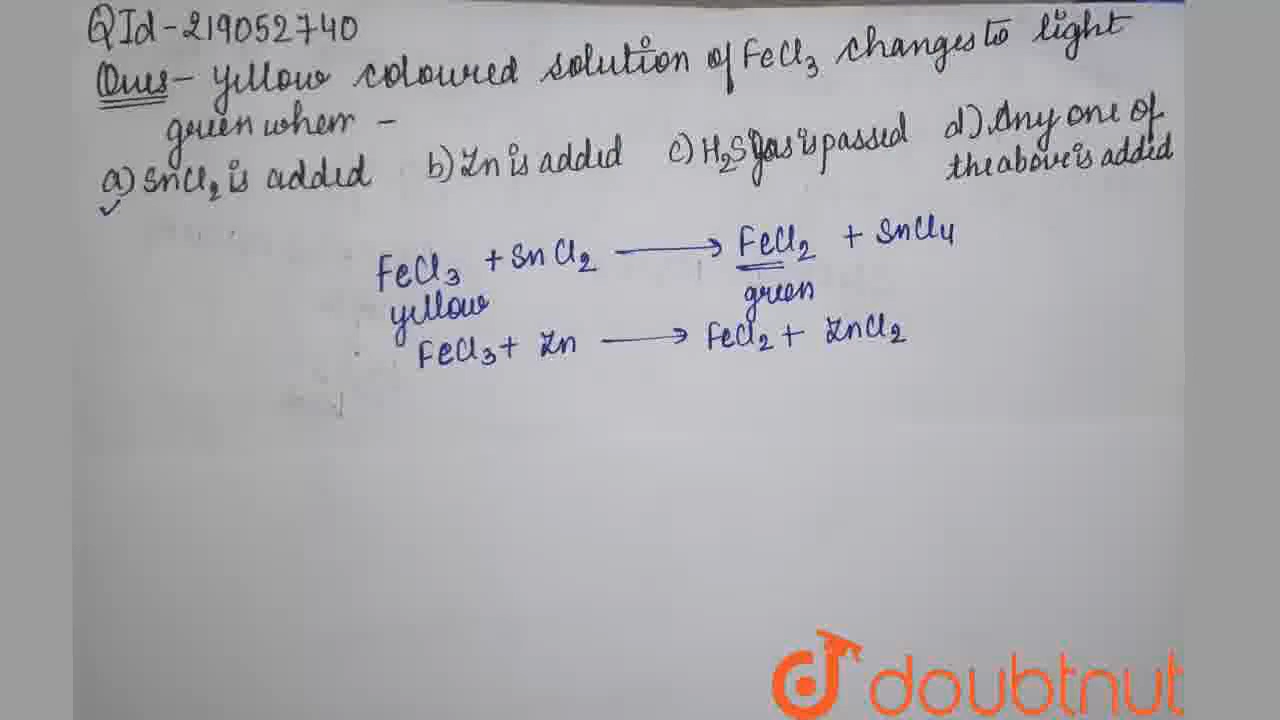 QId-219052740
Ques- Yellow coloured solution of FeCl3 changes to light
green when -
a) SnCl2 is added b) Zn is added c) H2S gas is passed d) Any one of
the above is added
FeCl3 + SnCl2 → FeCl2 + SnCl4
yellow green
FeCl3 + Zn → FeCl2 + ZnCl2
doubtnut